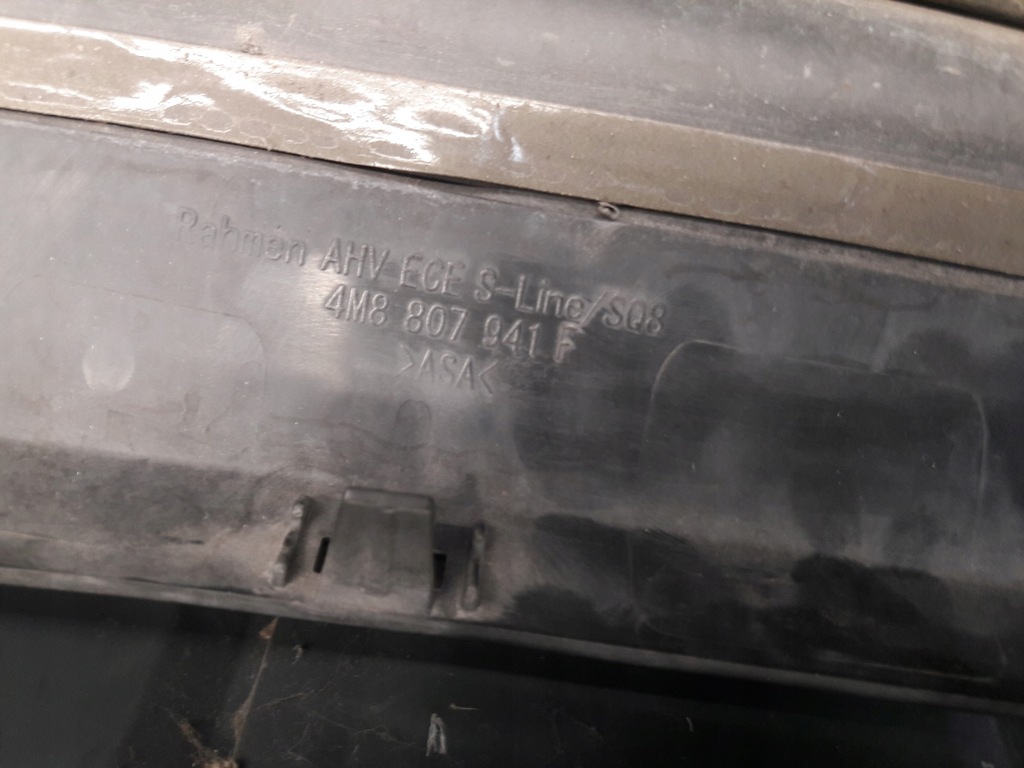 Rahmen AHV ECE S-Line/SQ8
4M8 807 941 F
>ASA<